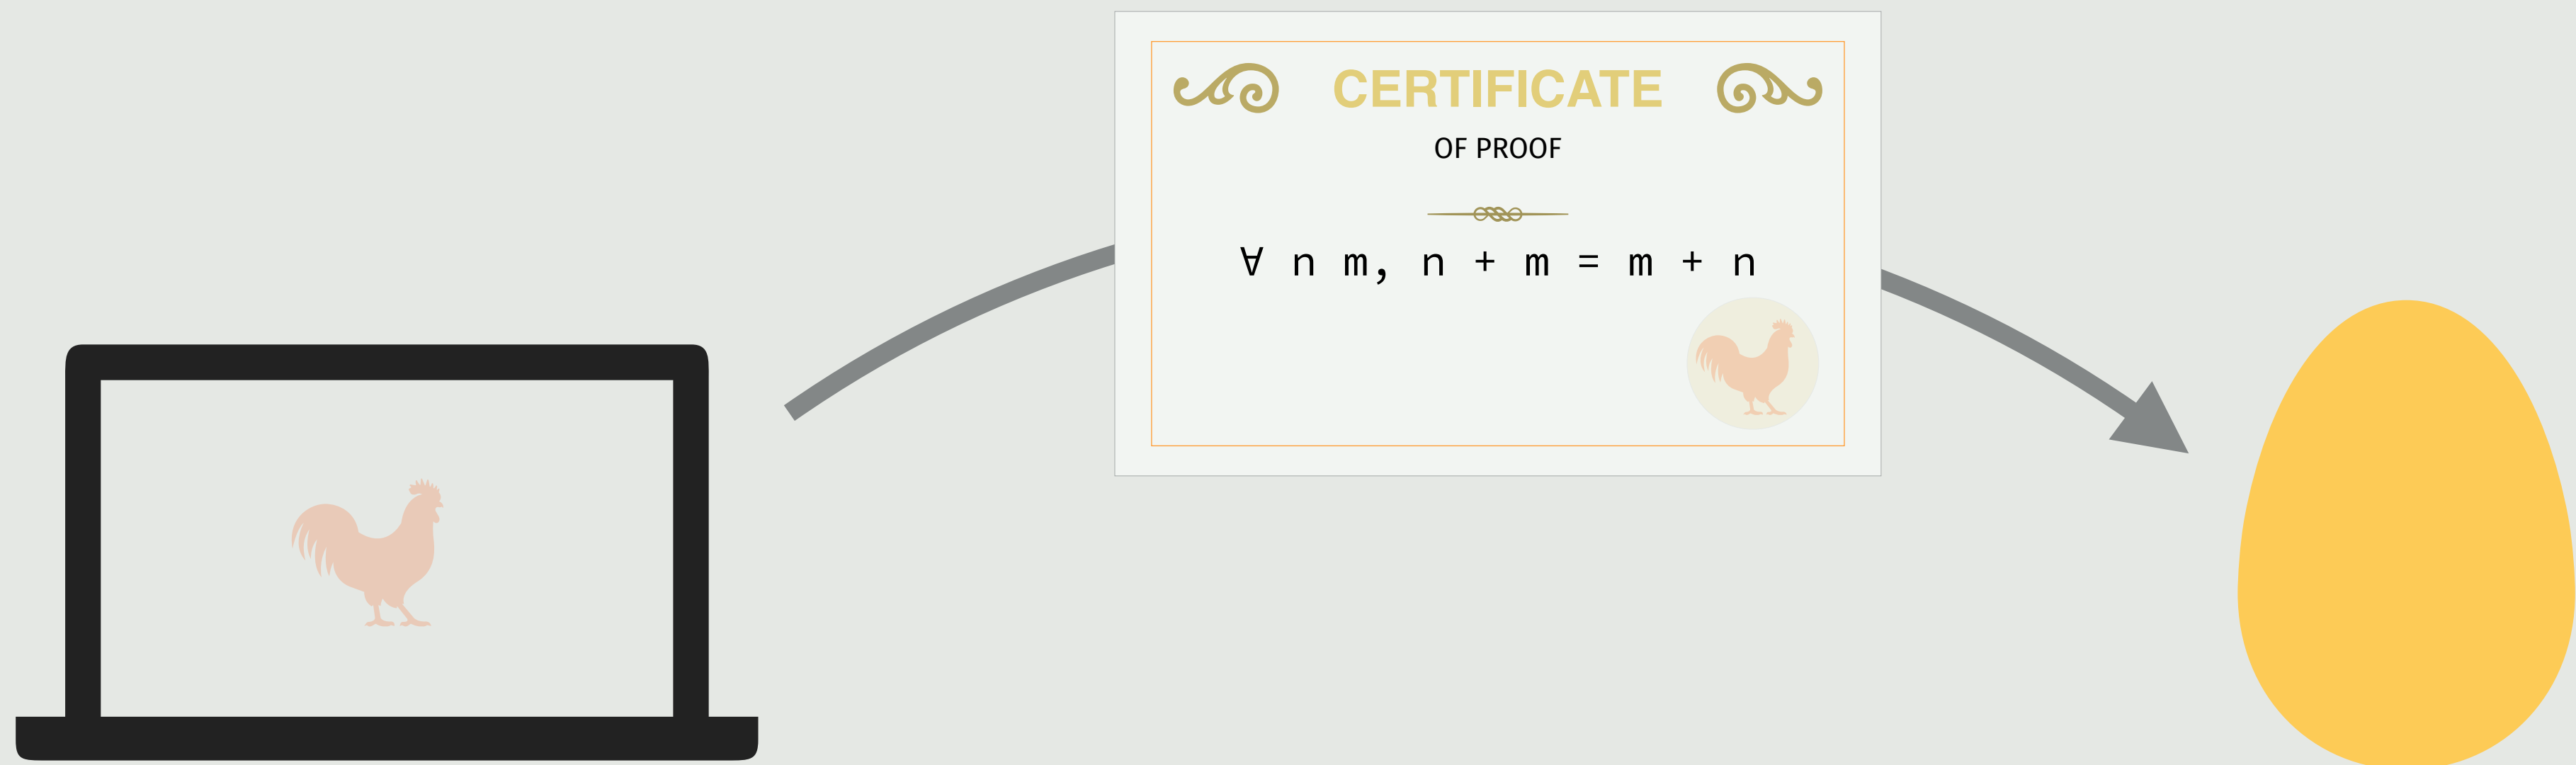 CERTIFICATE
OF PROOF
∀ n m, n + m = m + n